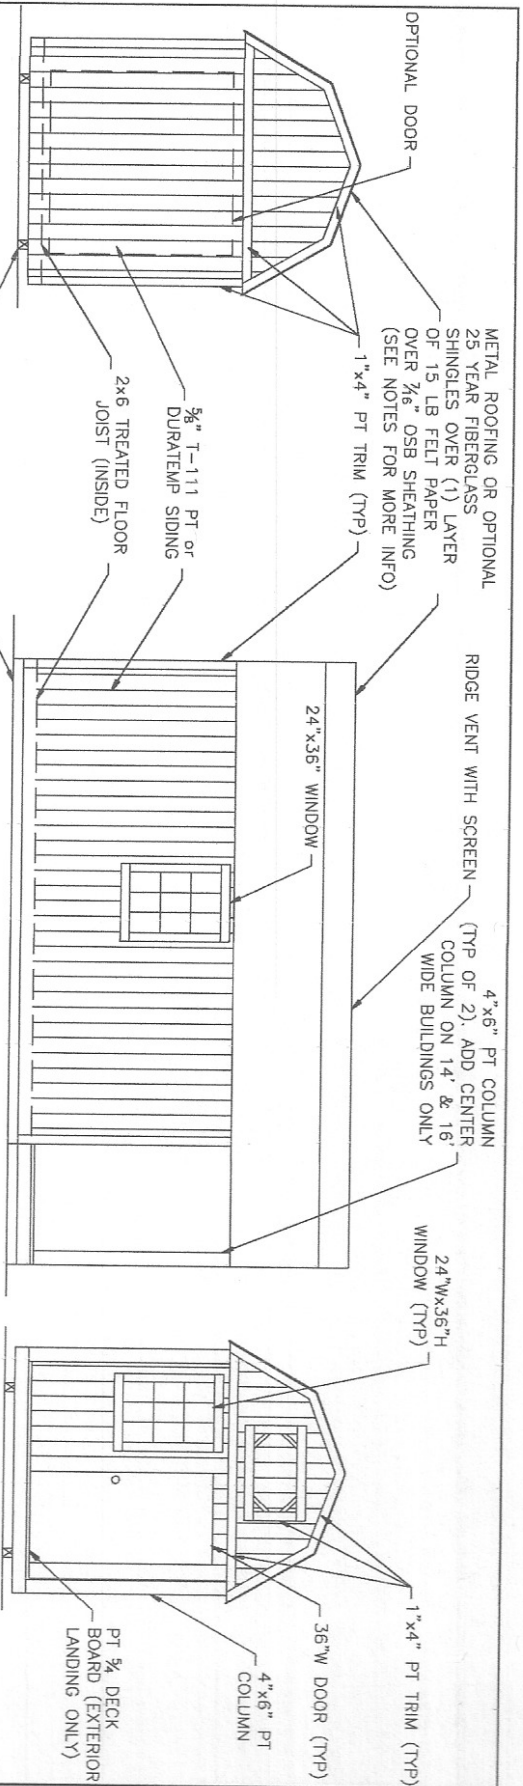 OPTIONAL DOOR
METAL ROOFING OR OPTIONAL
25 YEAR FIBERGLASS
SHINGLES OVER (1) LAYER
OF 15 LB FELT PAPER
OVER 7/16" OSB SHEATHING
(SEE NOTES FOR MORE INFO)
1"x4" PT TRIM (TYP)
5/8" T-111 PT or
DURATEMP SIDING
2x6 TREATED FLOOR
JOIST (INSIDE)
RIDGE VENT WITH SCREEN
24"x36" WINDOW
4"x6" PT COLUMN
(TYP OF 2). ADD CENTER
COLUMN ON 14' & 16'
WIDE BUILDINGS ONLY
24"Wx36"H
WINDOW (TYP)
1"x4" PT TRIM (TYP)
36"W DOOR (TYP)
4"x6" PT
COLUMN
PT 5/4 DECK
BOARD (EXTERIOR
LANDING ONLY)